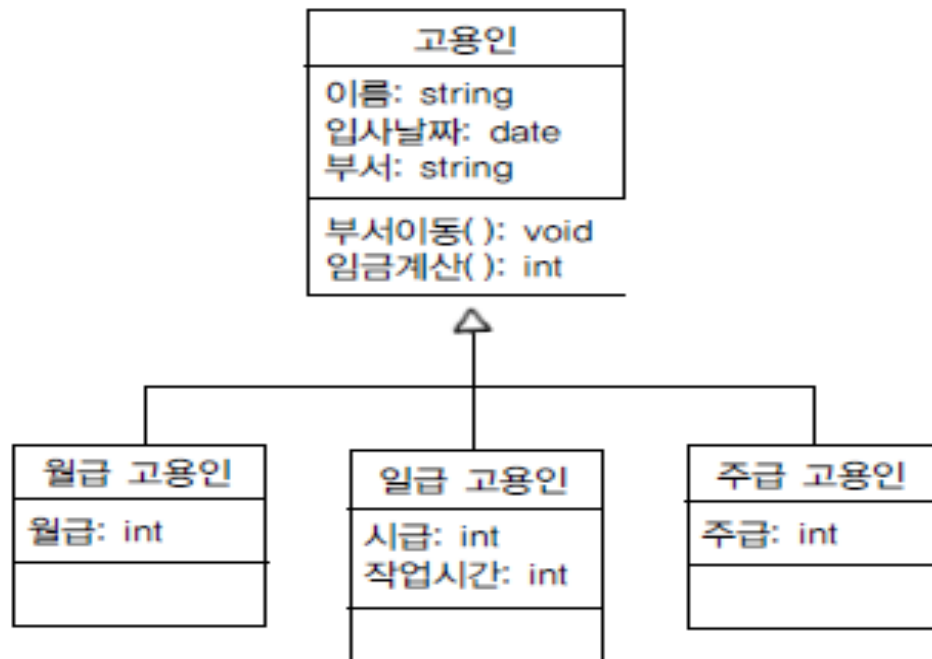 고용인
이름: string
입사날짜: date
부서: string
부서이동( ): void
임금계산( ): int
월급 고용인
월급: int
일급 고용인
시급: int
작업시간: int
주급 고용인
주급: int